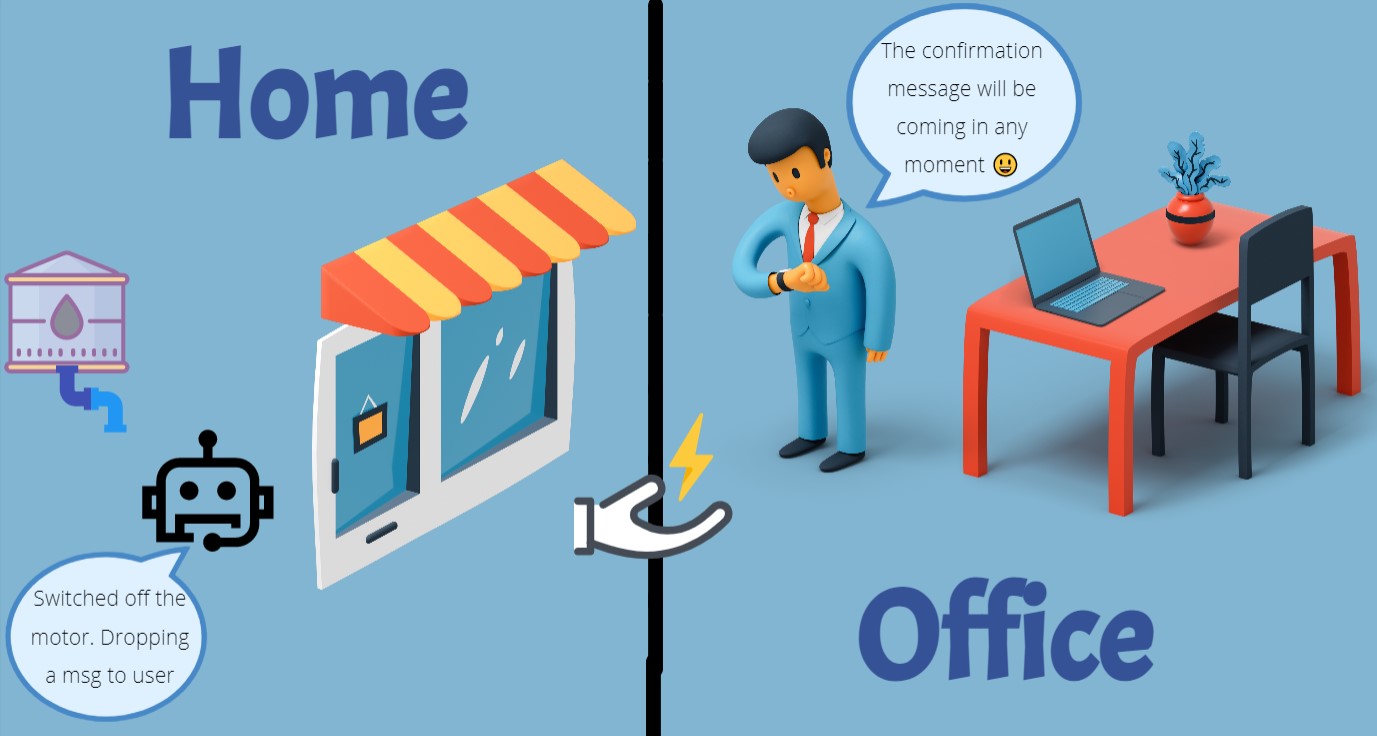 Home
Switched off the
motor. Dropping
a msg to user
The confirmation
message will be
coming in any
moment 😃
Office